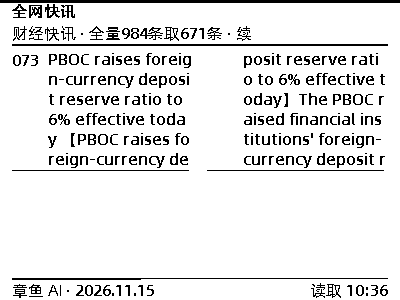 全网快讯
财经快讯 · 全量984条取671条 · 续
073 PBOC raises foreig
n-currency deposi
t reserve ratio to
6% effective toda
y 【PBOC raises fo
reign-currency de
posit reserve rati
o to 6% effective t
oday】The PBOC r
aised financial ins
titutions' foreign-
currency deposit r
章鱼 AI · 2026.11.15
读取 10:36